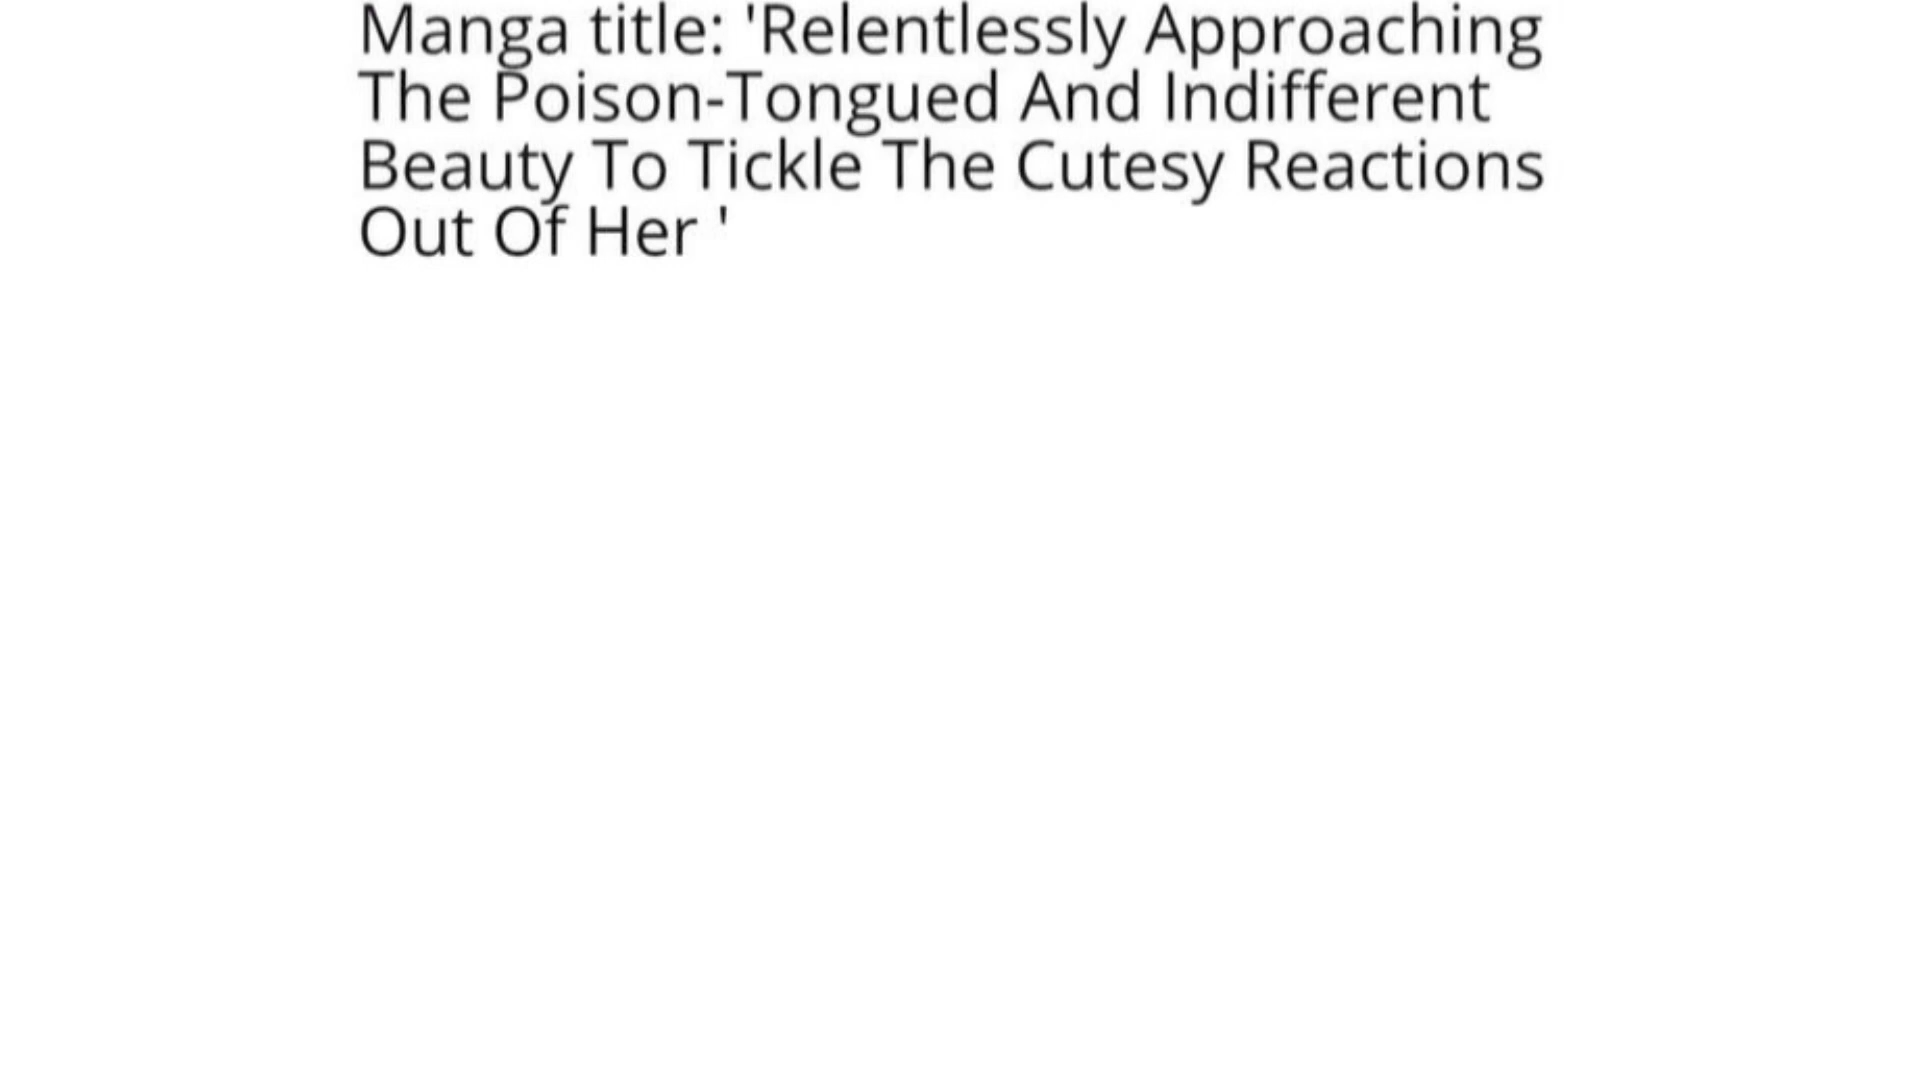 Manga title: 'Relentlessly Approaching
The Poison-Tongued And Indifferent
Beauty To Tickle The Cutesy Reactions
Out Of Her '